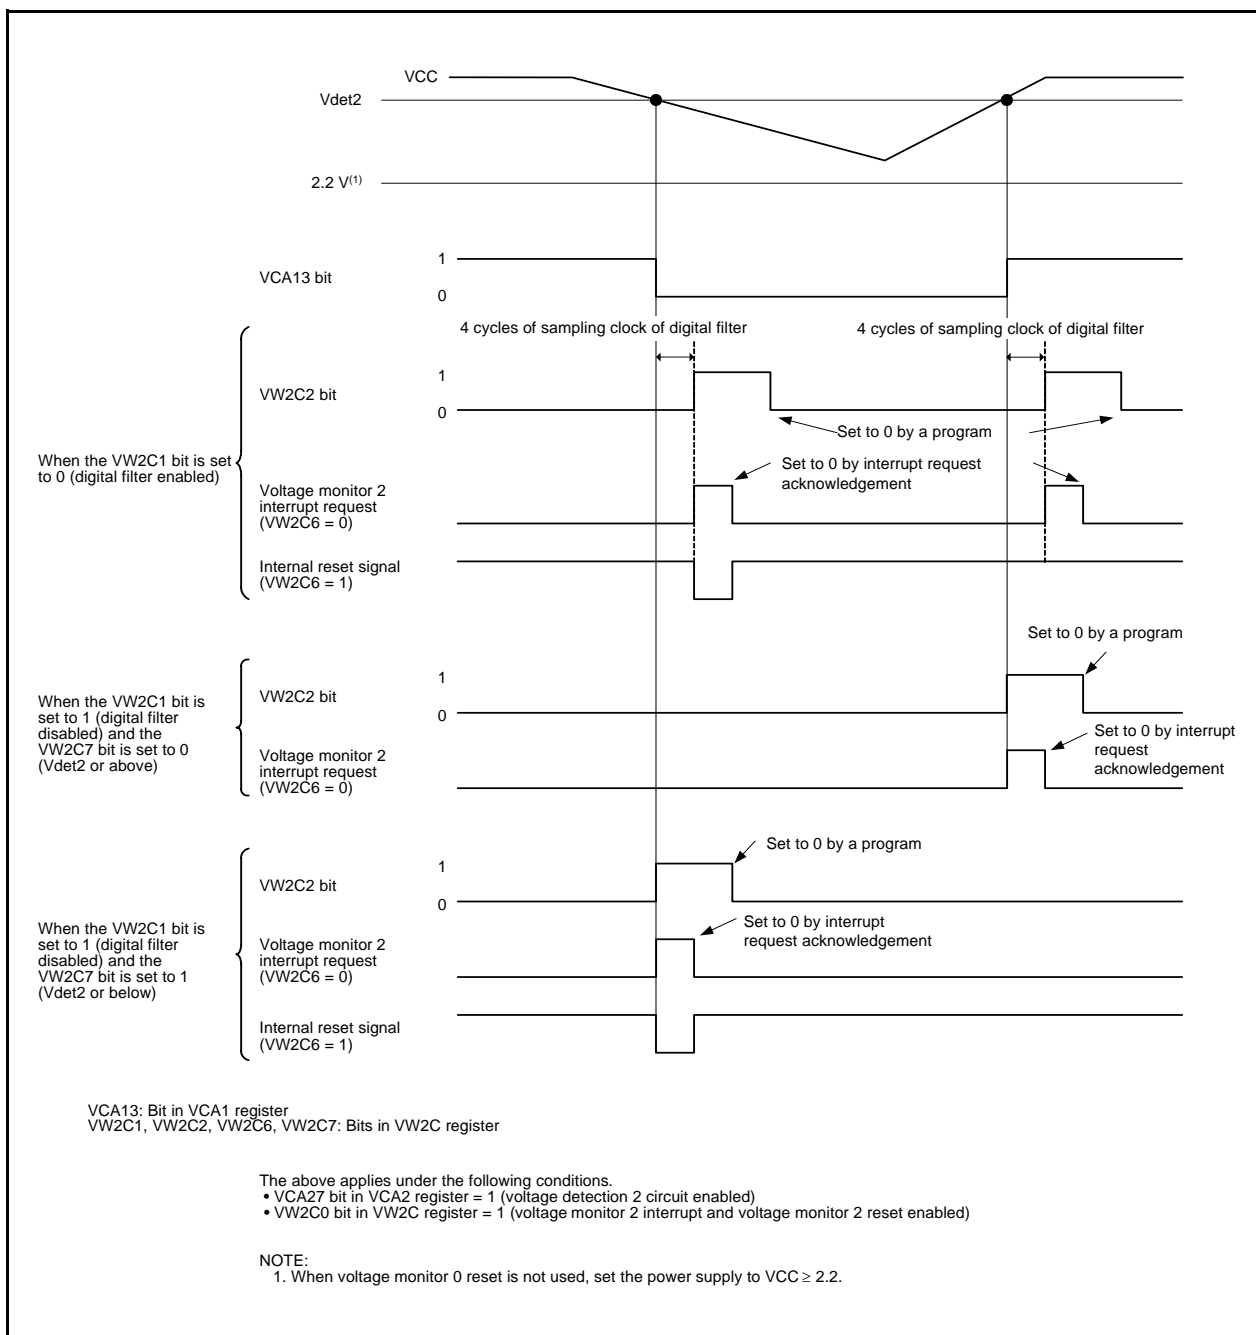 VCC
Vdet2
2.2 V(1)
VCA13 bit
1
0
4 cycles of sampling clock of digital filter
4 cycles of sampling clock of digital filter
When the VW2C1 bit is set
to 0 (digital filter enabled)
VW2C2 bit
1
0
Set to 0 by a program
Set to 0 by interrupt request
acknowledgement
Voltage monitor 2
interrupt request
(VW2C6 = 0)
Internal reset signal
(VW2C6 = 1)
When the VW2C1 bit is
set to 1 (digital filter
disabled) and the
VW2C7 bit is set to 0
(Vdet2 or above)
VW2C2 bit
1
0
Set to 0 by a program
Voltage monitor 2
interrupt request
(VW2C6 = 0)
Set to 0 by interrupt
request
acknowledgement
When the VW2C1 bit is
set to 1 (digital filter
disabled) and the
VW2C7 bit is set to 1
(Vdet2 or below)
VW2C2 bit
1
0
Set to 0 by a program
Voltage monitor 2
interrupt request
(VW2C6 = 0)
Set to 0 by interrupt
request acknowledgement
Internal reset signal
(VW2C6 = 1)
VCA13: Bit in VCA1 register
VW2C1, VW2C2, VW2C6, VW2C7: Bits in VW2C register
The above applies under the following conditions.
• VCA27 bit in VCA2 register = 1 (voltage detection 2 circuit enabled)
• VW2C0 bit in VW2C register = 1 (voltage monitor 2 interrupt and voltage monitor 2 reset enabled)
NOTE:
1. When voltage monitor 0 reset is not used, set the power supply to VCC ≥ 2.2.